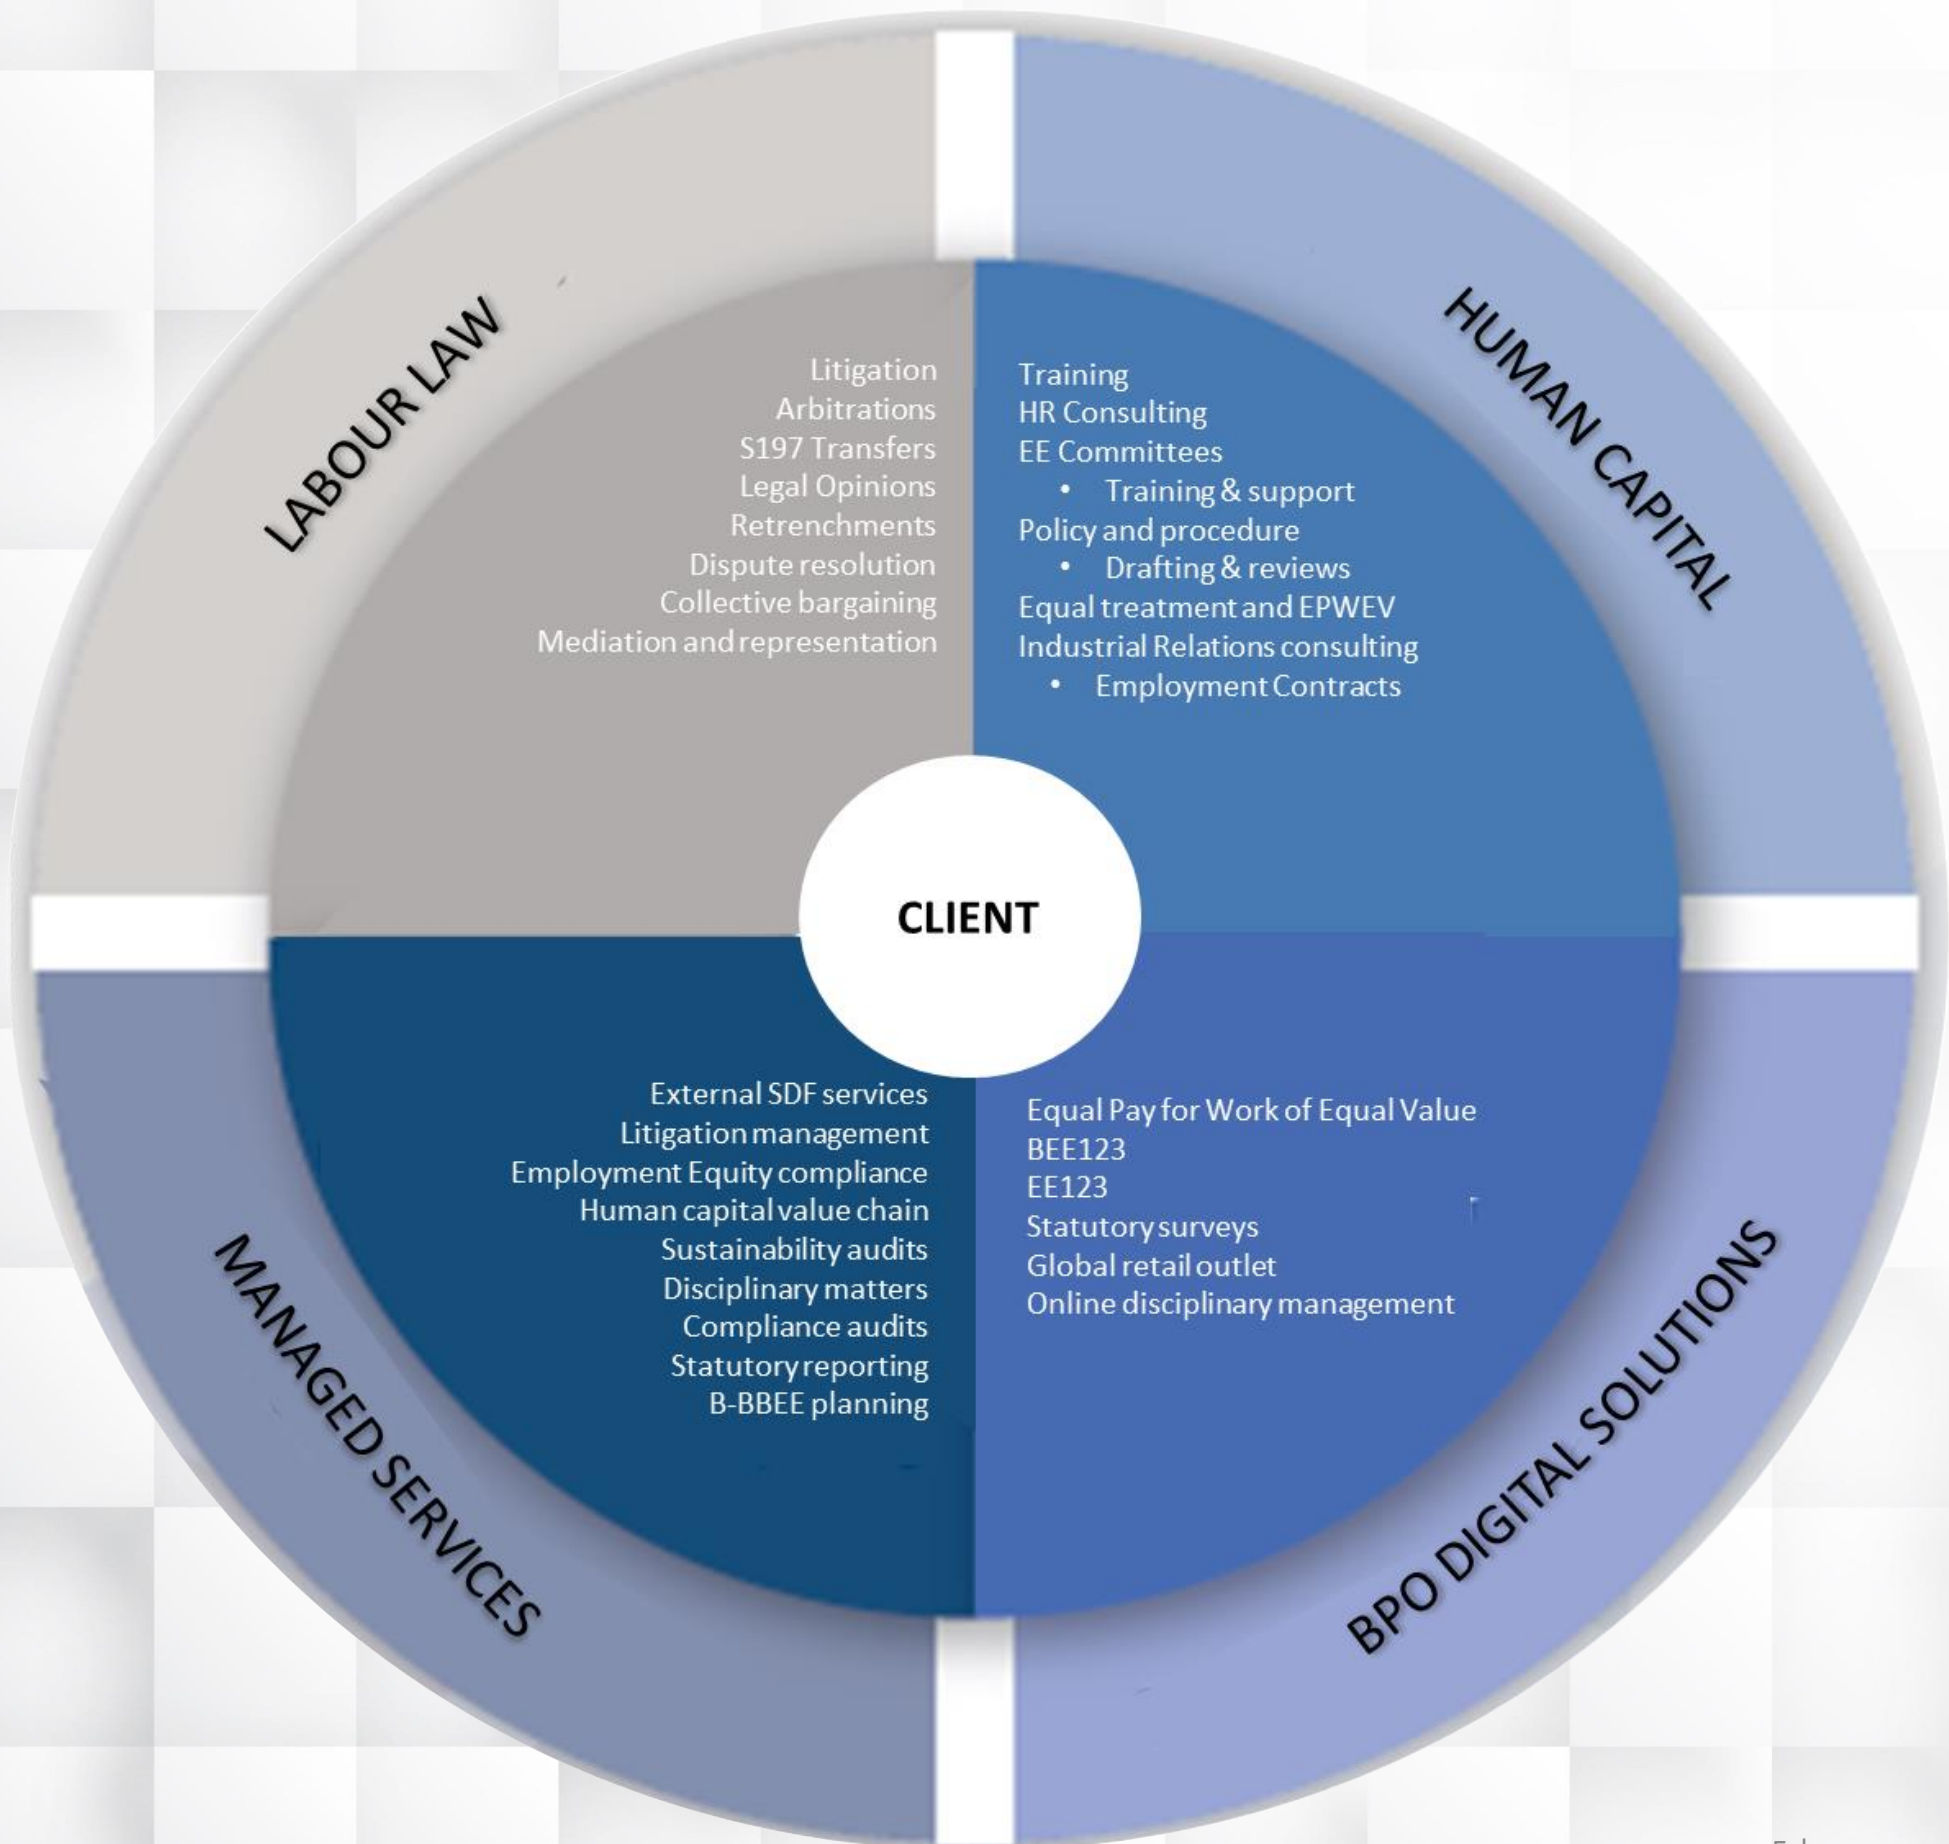 LABOUR LAW
Litigation
Arbitrations
S197 Transfers
Legal Opinions
Retrenchments
Dispute resolution
Collective bargaining
Mediation and representation
HUMAN CAPITAL
Training
HR Consulting
EE Committees
• Training & support
Policy and procedure
• Drafting & reviews
Equal treatment and EPWEV
Industrial Relations consulting
• Employment Contracts
CLIENT
MANAGED SERVICES
External SDF services
Litigation management
Employment Equity compliance
Human capital value chain
Sustainability audits
Disciplinary matters
Compliance audits
Statutory reporting
B-BBEE planning
BPO DIGITAL SOLUTIONS
Equal Pay for Work of Equal Value
BEE123
EE123
Statutory surveys
Global retail outlet
Online disciplinary management